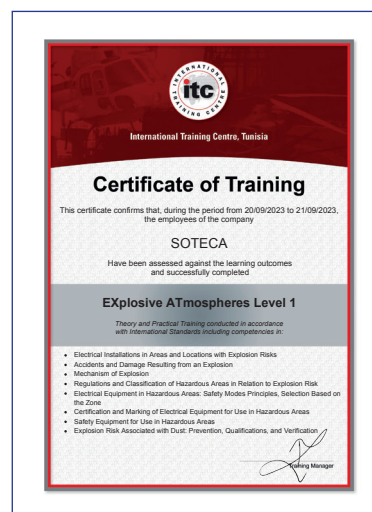 INTERNATIONAL
itc
TRAINING CENTRE
International Training Centre, Tunisia
Certificate of Training
This certificate confirms that, during the period from 20/09/2023 to 21/09/2023,
the employees of the company
SOTECA
Have been assessed against the learning outcomes
and successfully completed
EXplosive ATmospheres Level 1
Theory and Practical Training conducted in accordance
with International Standards including competencies in:
• Electrical Installations in Areas and Locations with Explosion Risks
• Accidents and Damage Resulting from an Explosion
• Mechanism of Explosion
• Regulations and Classification of Hazardous Areas in Relation to Explosion Risk
• Electrical Equipment in Hazardous Areas: Safety Modes Principles, Selection Based on
the Zone
• Certification and Marking of Electrical Equipment for Use in Hazardous Areas
• Safety Equipment for Use in Hazardous Areas
• Explosion Risk Associated with Dust: Prevention, Qualifications, and Verification
Training Manager